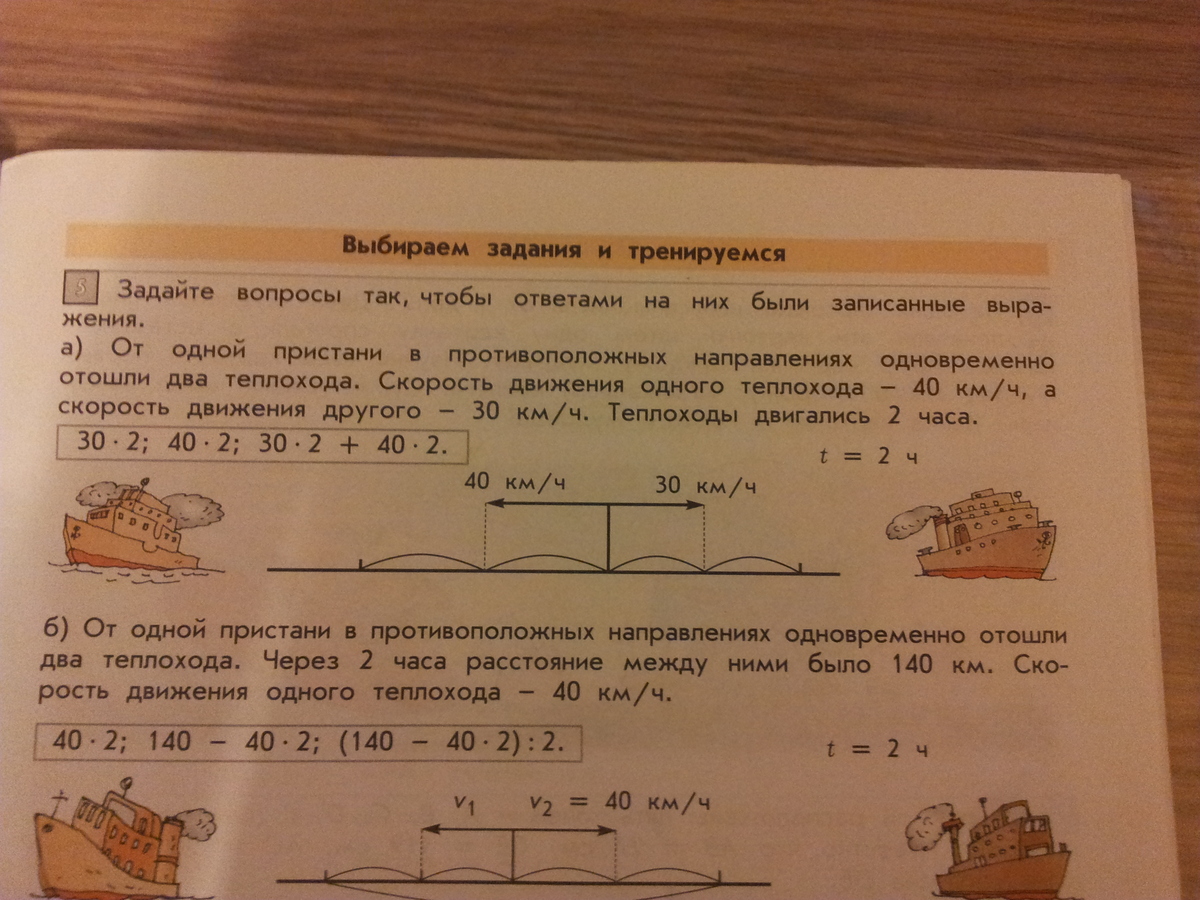 Выбираем задания и тренируемся
8 Задайте вопросы так, чтобы ответами на них были записанные выра-
жения.
а) От одной пристани в противоположных направлениях одновременно
отошли два теплохода. Скорость движения одного теплохода – 40 км/ч, а
скорость движения другого – 30 км/ч. Теплоходы двигались 2 часа.
30 · 2; 40 · 2; 30 · 2 + 40 · 2.
t = 2 ч
40 км/ч 30 км/ч
б) От одной пристани в противоположных направлениях одновременно отошли
два теплохода. Через 2 часа расстояние между ними было 140 км. Ско-
рость движения одного теплохода – 40 км/ч.
40 · 2; 140 – 40 · 2; (140 – 40 · 2) : 2.
t = 2 ч
v₁ v₂ = 40 км/ч